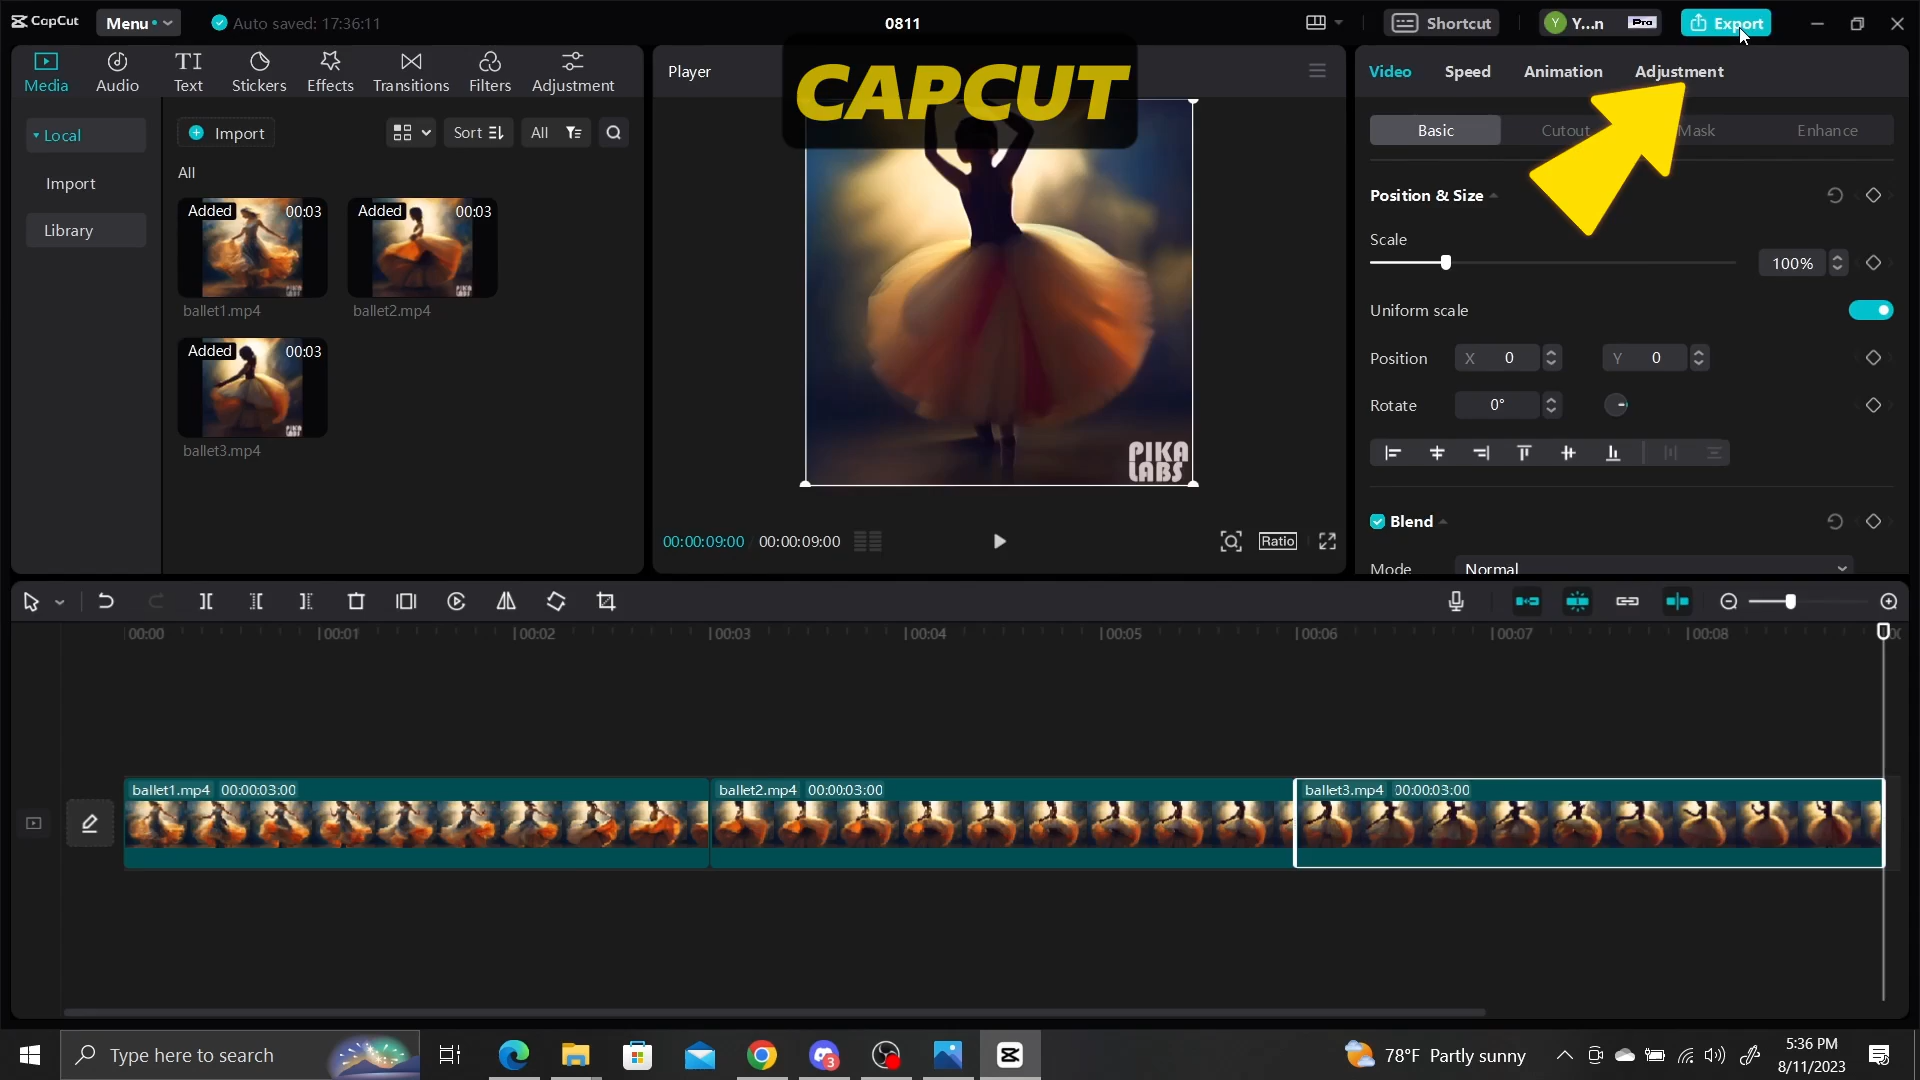 CapCut
Menu
Auto saved: 17:36:11
0811
Shortcut
Y...n
Pro
Export
Media
Audio
Text
Stickers
Effects
Transitions
Filters
Adjustment
Player
CAPCUT
Video
Speed
Animation
Adjustment
Local
Import
Library
Import
Sort
All
All
Added 00:03
ballet1.mp4
Added 00:03
ballet2.mp4
Added 00:03
ballet3.mp4
PIKA
LABS
PIKA
LABS
00:00:09:00
00:00:09:00
Ratio
Basic
Cutout
Mask
Enhance
Position & Size
Scale
100%
Uniform scale
Position
X 0
Y 0
Rotate
0°
Blend
Mode
Normal
00:00
00:01
00:02
00:03
00:04
00:05
00:06
00:07
00:08
ballet1.mp4 00:00:03:00
ballet2.mp4 00:00:03:00
ballet3.mp4 00:00:03:00
Type here to search
3
78°F Partly sunny
5:36 PM
8/11/2023